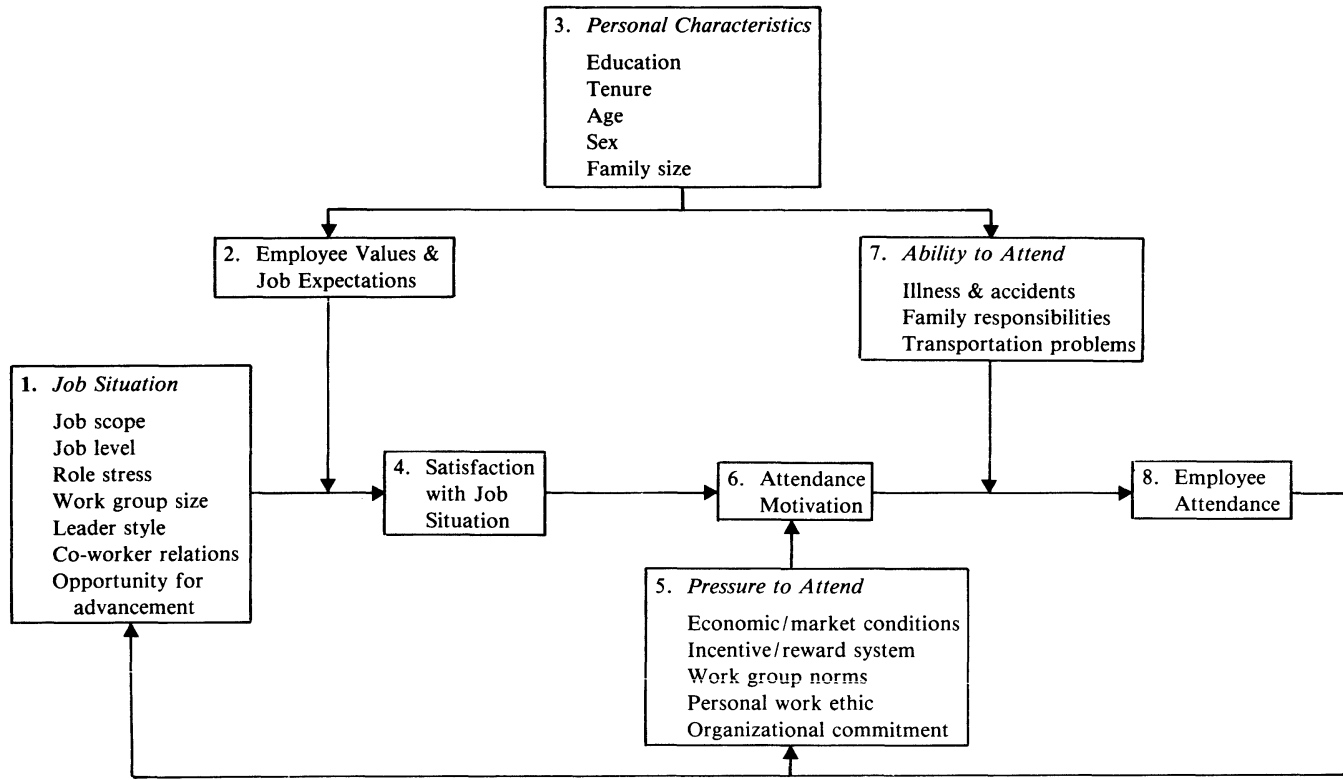 3. Personal Characteristics
Education
Tenure
Age
Sex
Family size
2. Employee Values &
Job Expectations
7. Ability to Attend
Illness & accidents
Family responsibilities
Transportation problems
1. Job Situation
Job scope
Job level
Role stress
Work group size
Leader style
Co-worker relations
Opportunity for
advancement
4. Satisfaction
with Job
Situation
6. Attendance
Motivation
8. Employee
Attendance
5. Pressure to Attend
Economic/market conditions
Incentive/reward system
Work group norms
Personal work ethic
Organizational commitment